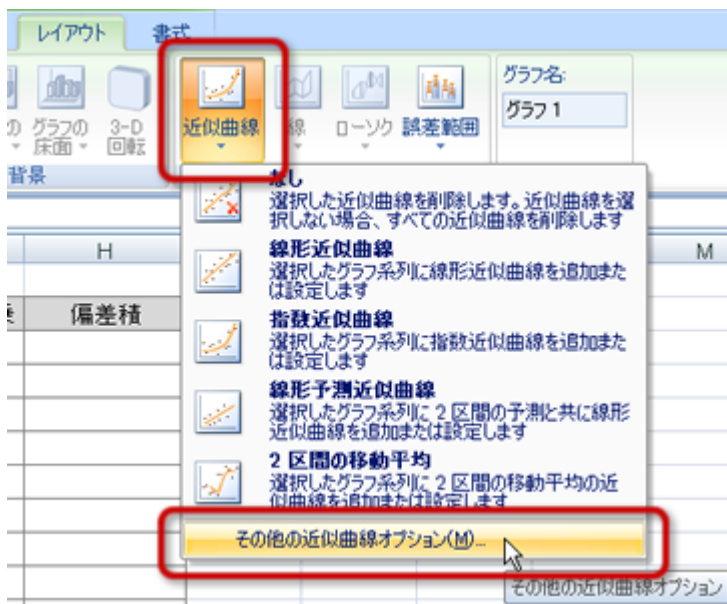 レイアウト 書式
グラフ名:
グラフ 1
の グラフの 3-D 近似曲線 線 ローソク 誤差範囲
床面 回転
背景
なし
選択した近似曲線を削除します。近似曲線を選
択しない場合、すべての近似曲線を削除します
H M
線形近似曲線
選択したグラフ系列に線形近似曲線を追加また
は設定します
偏差積
指数近似曲線
選択したグラフ系列に指数近似曲線を追加また
は設定します
線形予測近似曲線
選択したグラフ系列に 2 区間の予測と共に線形
近似曲線を追加または設定します
2 区間の移動平均
選択したグラフ系列に 2 区間の移動平均の近
似曲線を追加または設定します
その他の近似曲線オプション(M)...
その他の近似曲線オプション